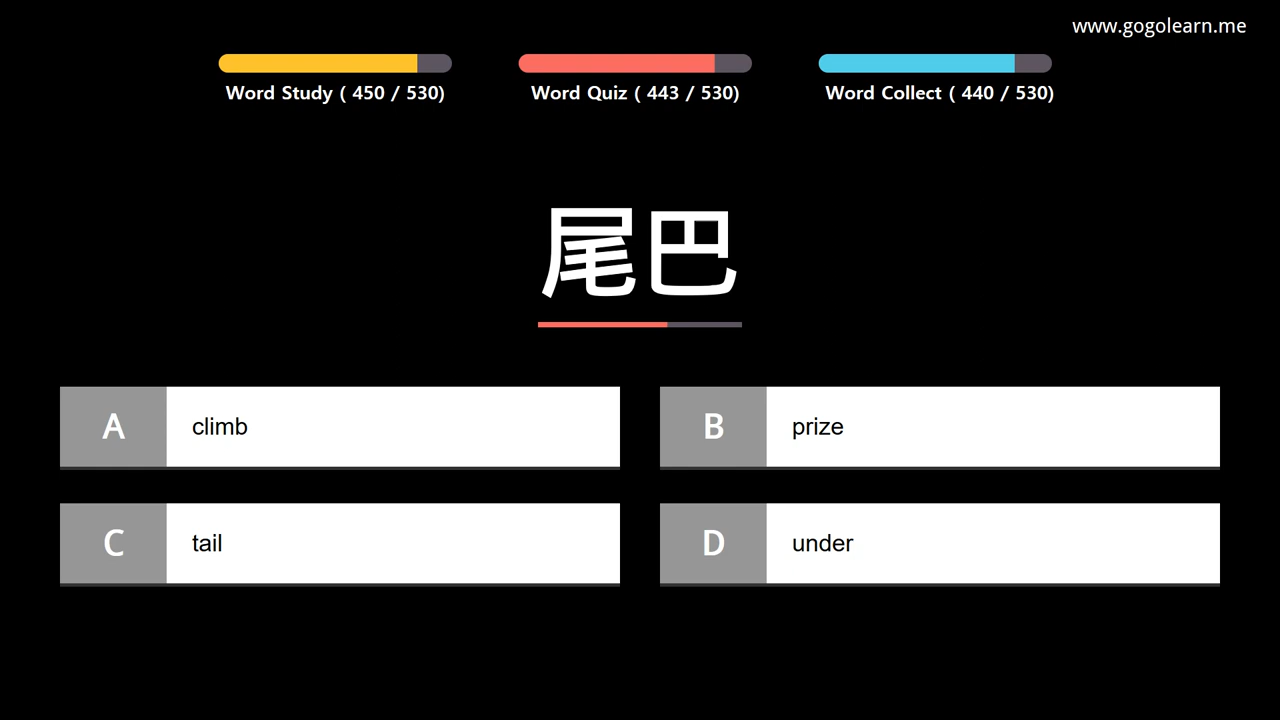 www.gogolearn.me
Word Study ( 450 / 530)
Word Quiz ( 443 / 530)
Word Collect ( 440 / 530)
尾巴
A climb
B prize
C tail
D under